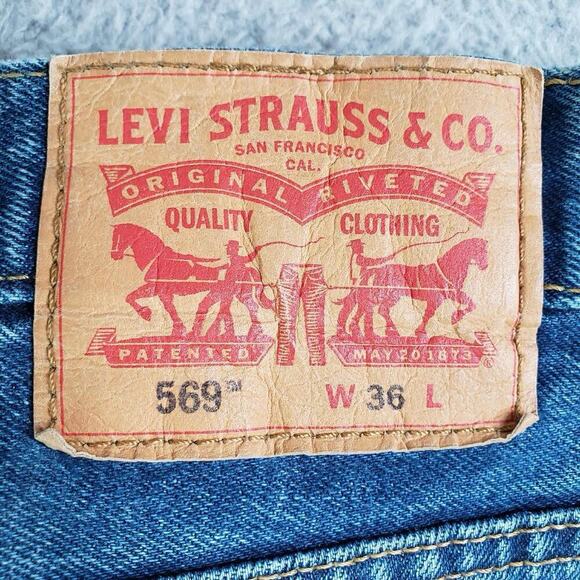 LEVI STRAUSS & CO.
SAN FRANCISCO
CAL.
ORIGINAL RIVETED
QUALITY CLOTHING
PATENTED MAY 20 1873 ®
569™ W 36 L